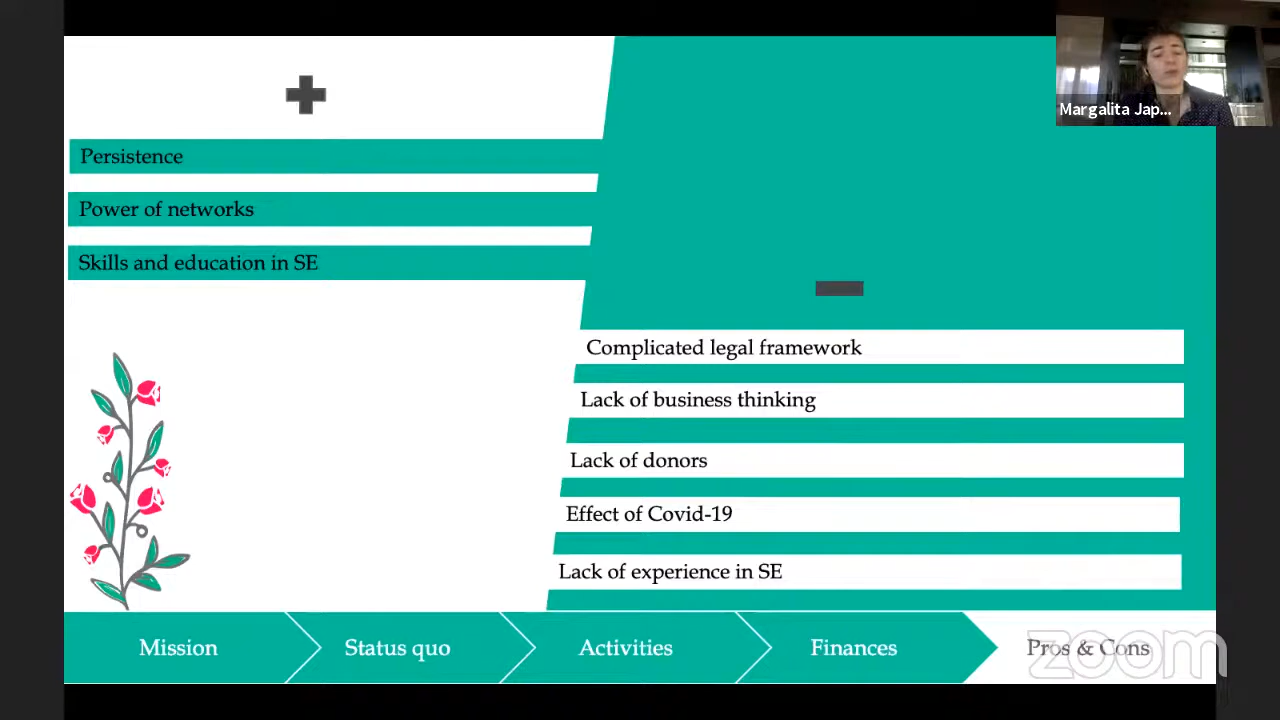 Margalita Jap...
Persistence
Power of networks
Skills and education in SE
Complicated legal framework
Lack of business thinking
Lack of donors
Effect of Covid-19
Lack of experience in SE
Mission
Status quo
Activities
Finances
Pros & Cons
zoom